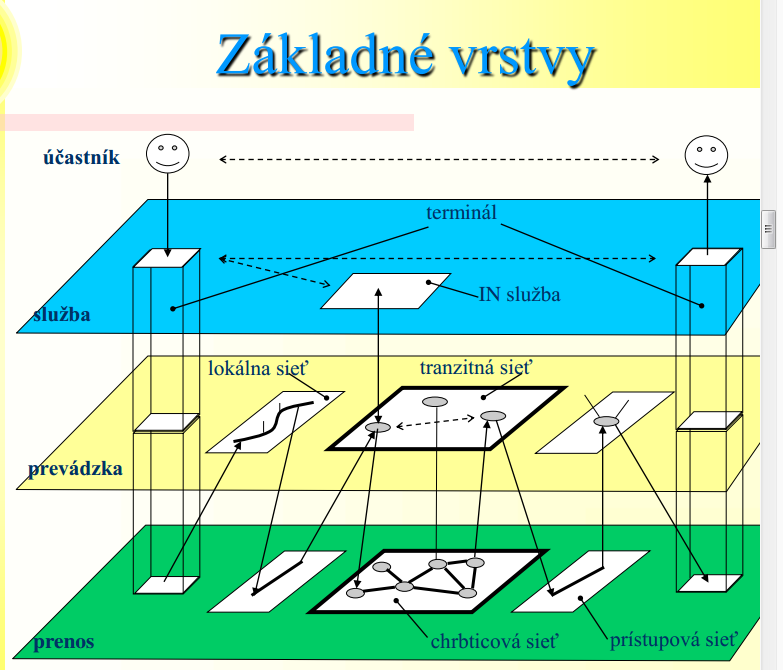 Základné vrstvy
účastník
terminál
IN služba
služba
lokálna sieť
tranzitná sieť
prevádzka
prenos
chrbticová sieť
prístupová sieť